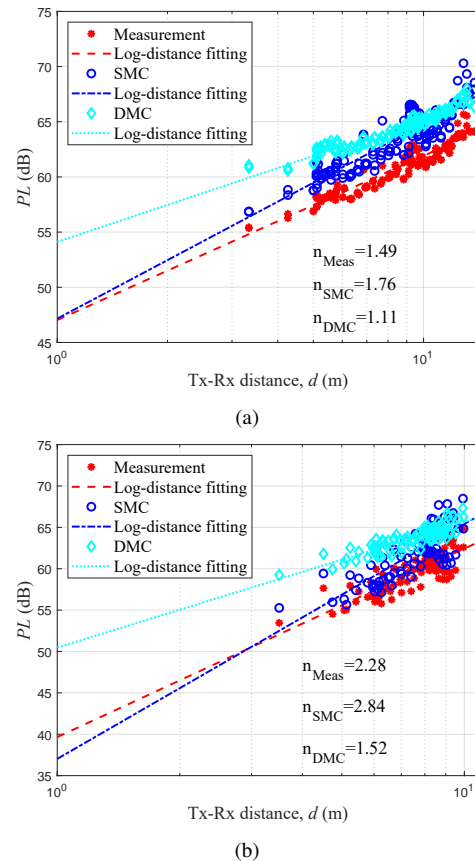 Measurement
Log-distance fitting
SMC
Log-distance fitting
DMC
Log-distance fitting
75
70
65
60
55
50
45
PL (dB)
n_Meas=1.49
n_SMC=1.76
n_DMC=1.11
10^0
10^1
Tx-Rx distance, d (m)
(a)
Measurement
Log-distance fitting
SMC
Log-distance fitting
DMC
Log-distance fitting
75
70
65
60
55
50
45
40
35
PL (dB)
n_Meas=2.28
n_SMC=2.84
n_DMC=1.52
10^0
10^1
Tx-Rx distance, d (m)
(b)